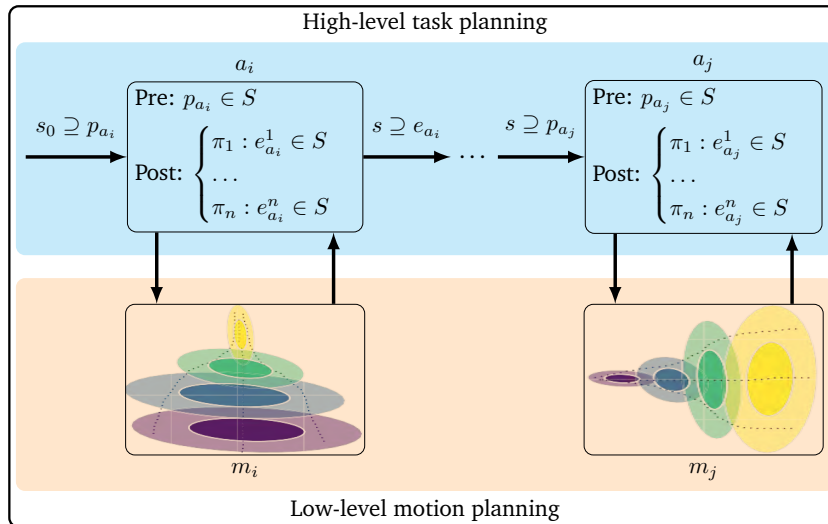 High-level task planning
a_i
a_j
Pre: p_{a_i} ∈ S
Pre: p_{a_j} ∈ S
s_0 ⊇ p_{a_i}
s ⊇ e_{a_i}
s ⊇ p_{a_j}
Post: { π_1 : e^1_{a_i} ∈ S
...
π_n : e^n_{a_i} ∈ S
...
Post: { π_1 : e^1_{a_j} ∈ S
...
π_n : e^n_{a_j} ∈ S
m_i
m_j
Low-level motion planning